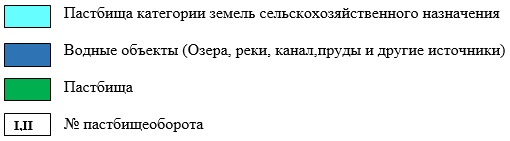 Пастбища категории земель сельскохозяйственного назначения
Водные объекты (Озера, реки, канал,пруды и другие источники)
Пастбища
I,II № пастбищеоборота